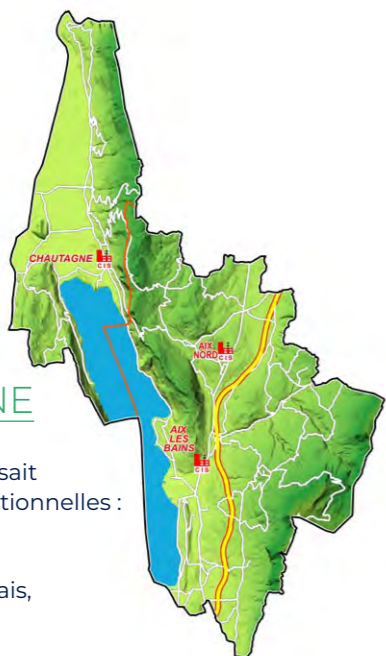 CHAUTAGNE
CIS
AIX
NORD
CIS
NE
AIX
LES
BAINS
CIS
sait
tionnelles :
ais,